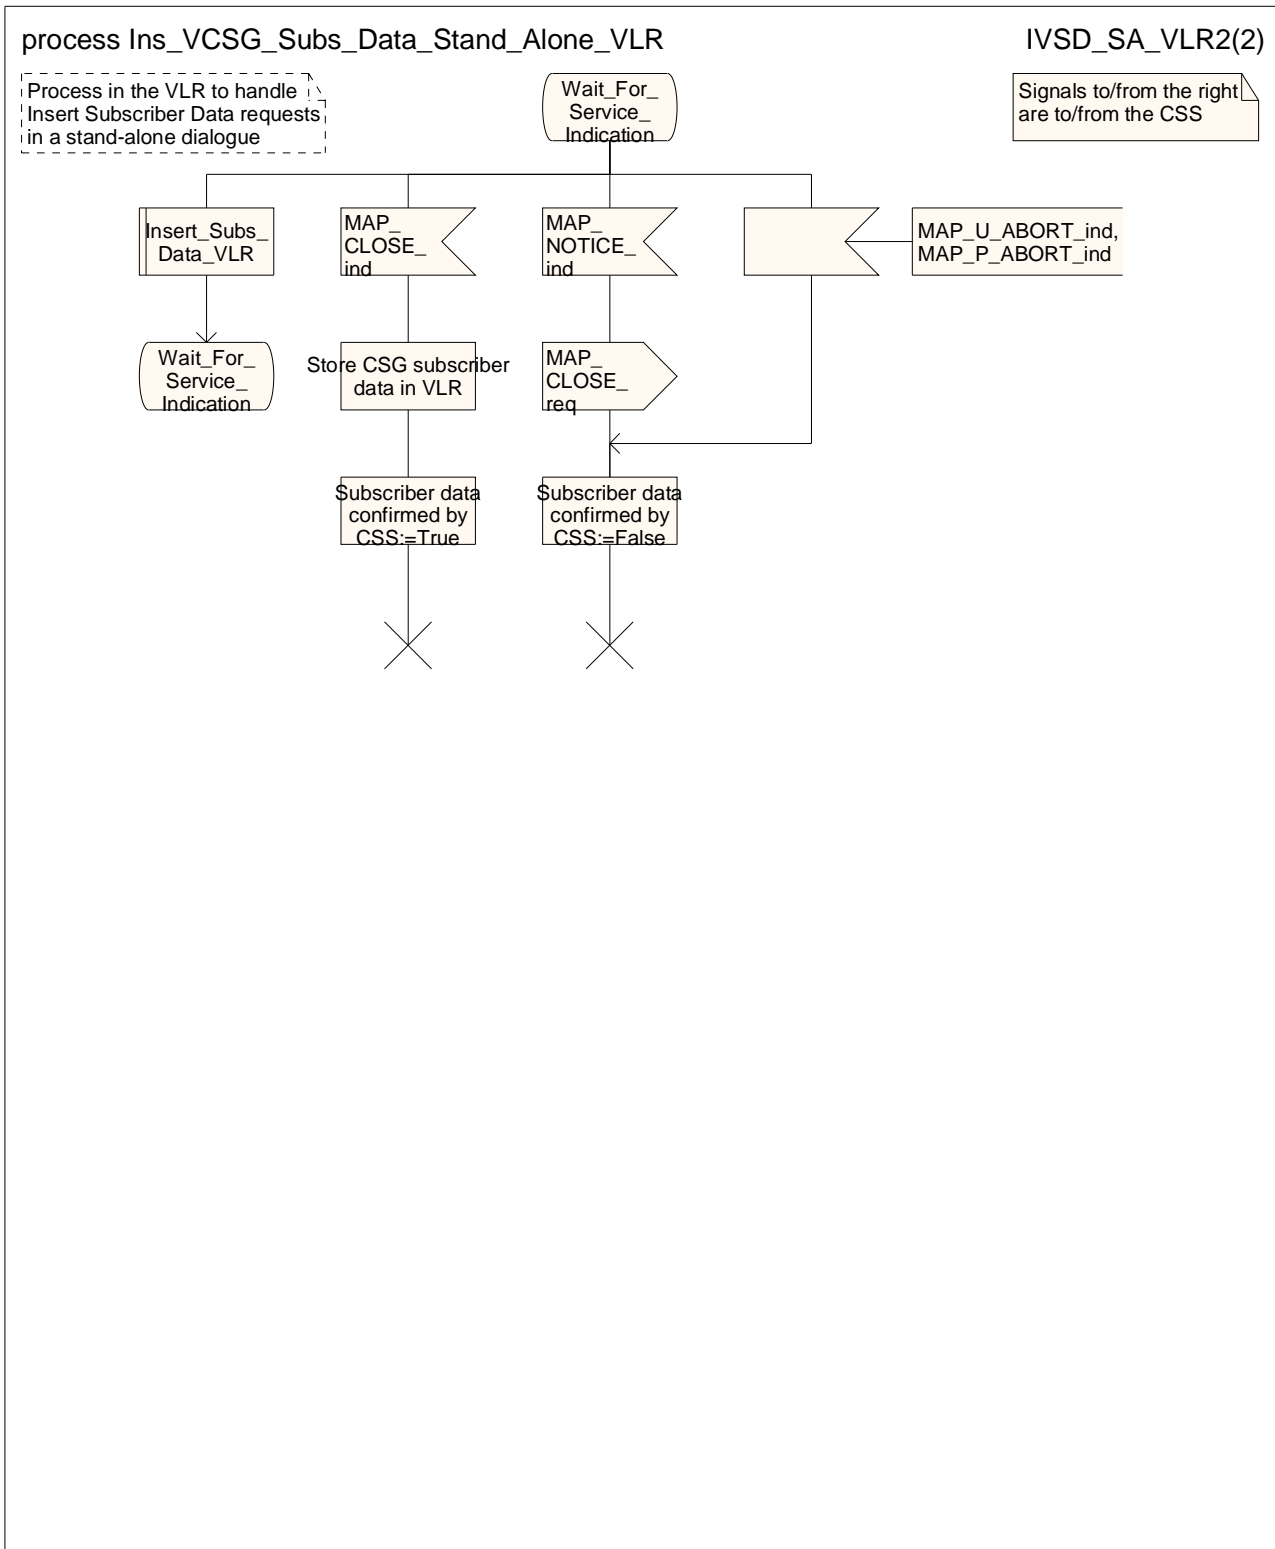 process Ins_VCSG_Subs_Data_Stand_Alone_VLR
IVSD_SA_VLR2(2)
Process in the VLR to handle
Insert Subscriber Data requests
in a stand-alone dialogue
Wait_For_
Service_
Indication
Signals to/from the right
are to/from the CSS
Insert_Subs_
Data_VLR
MAP_
CLOSE_
ind
MAP_
NOTICE_
ind
MAP_U_ABORT_ind,
MAP_P_ABORT_ind
Wait_For_
Service_
Indication
Store CSG subscriber
data in VLR
MAP_
CLOSE_
req
Subscriber data
confirmed by
CSS:=True
Subscriber data
confirmed by
CSS:=False